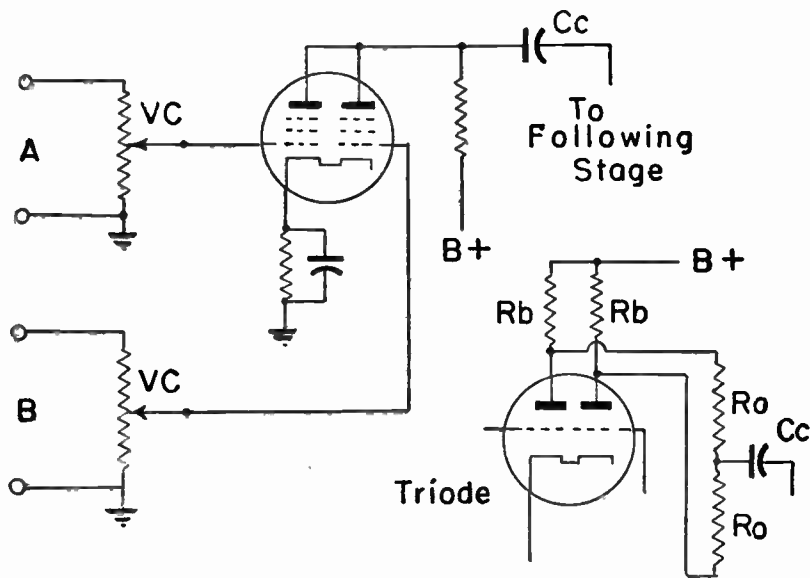 Cc
VC
A
To
Following
Stage
B+
B+
Rb
Rb
VC
B
Ro
Cc
Triode
Ro